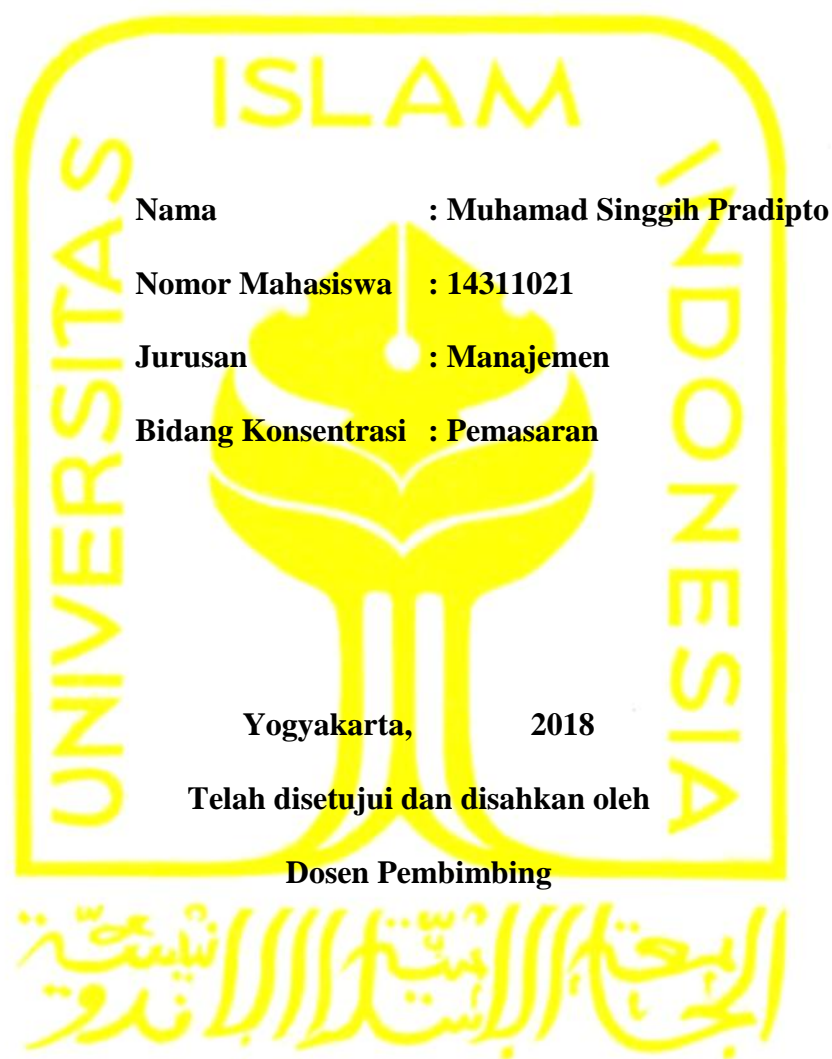 ISLAM
UNIVERSITAS
INDONESIA
Nama : Muhamad Singgih Pradipto
Nomor Mahasiswa : 14311021
Jurusan : Manajemen
Bidang Konsentrasi : Pemasaran
Yogyakarta, 2018
Telah disetujui dan disahkan oleh
Dosen Pembimbing